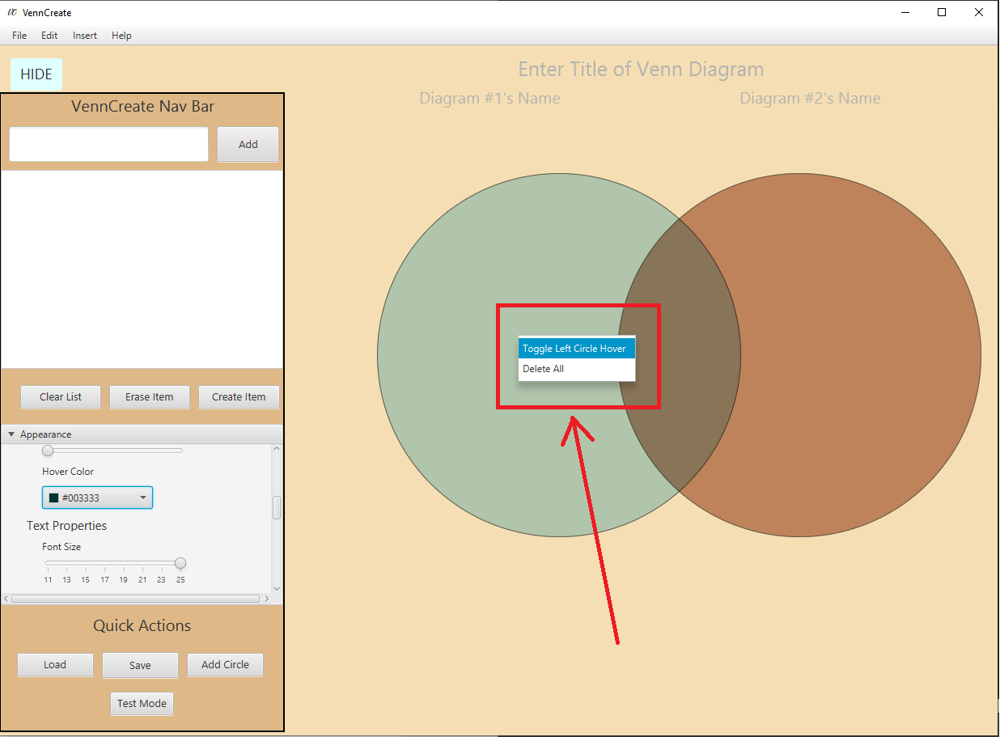 VC VennCreate
File Edit Insert Help
HIDE
Enter Title of Venn Diagram
Diagram #1's Name Diagram #2's Name
VennCreate Nav Bar
Add
Toggle Left Circle Hover
Delete All
Clear List Erase Item Create Item
Appearance
Hover Color
#003333
Text Properties
Font Size
11 13 15 17 19 21 23 25
Quick Actions
Load Save Add Circle
Test Mode